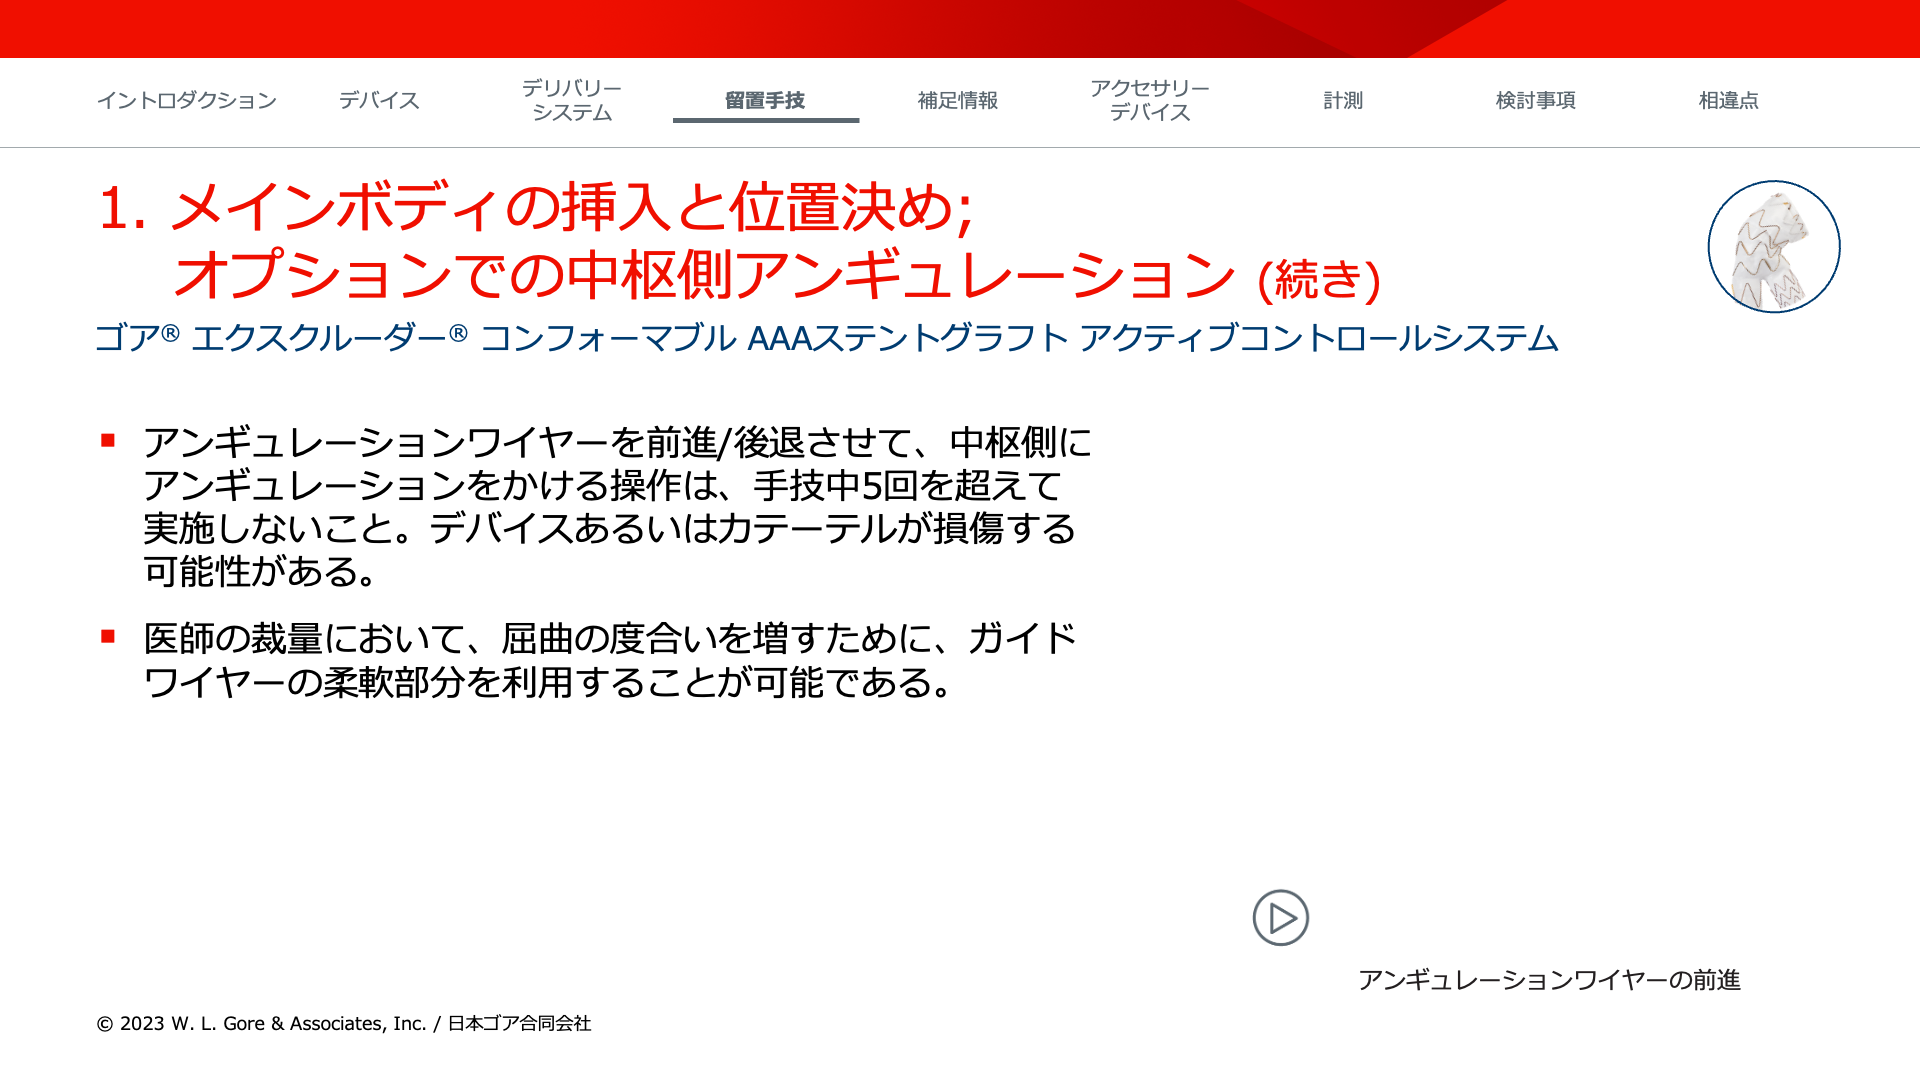 イントロダクション
デバイス
デリバリー
システム
留置手技
補足情報
アクセサリー
デバイス
計測
検討事項
相違点
1. メインボディの挿入と位置決め;
オプションでの中枢側アンギュレーション (続き)
ゴア® エクスクルーダー® コンフォーマブル AAAステントグラフト アクティブコントロールシステム
▪ アンギュレーションワイヤーを前進/後退させて、中枢側に
アンギュレーションをかける操作は、手技中5回を超えて
実施しないこと。デバイスあるいはカテーテルが損傷する
可能性がある。
▪ 医師の裁量において、屈曲の度合いを増すために、ガイド
ワイヤーの柔軟部分を利用することが可能である。
アンギュレーションワイヤーの前進
© 2023 W. L. Gore & Associates, Inc. / 日本ゴア合同会社